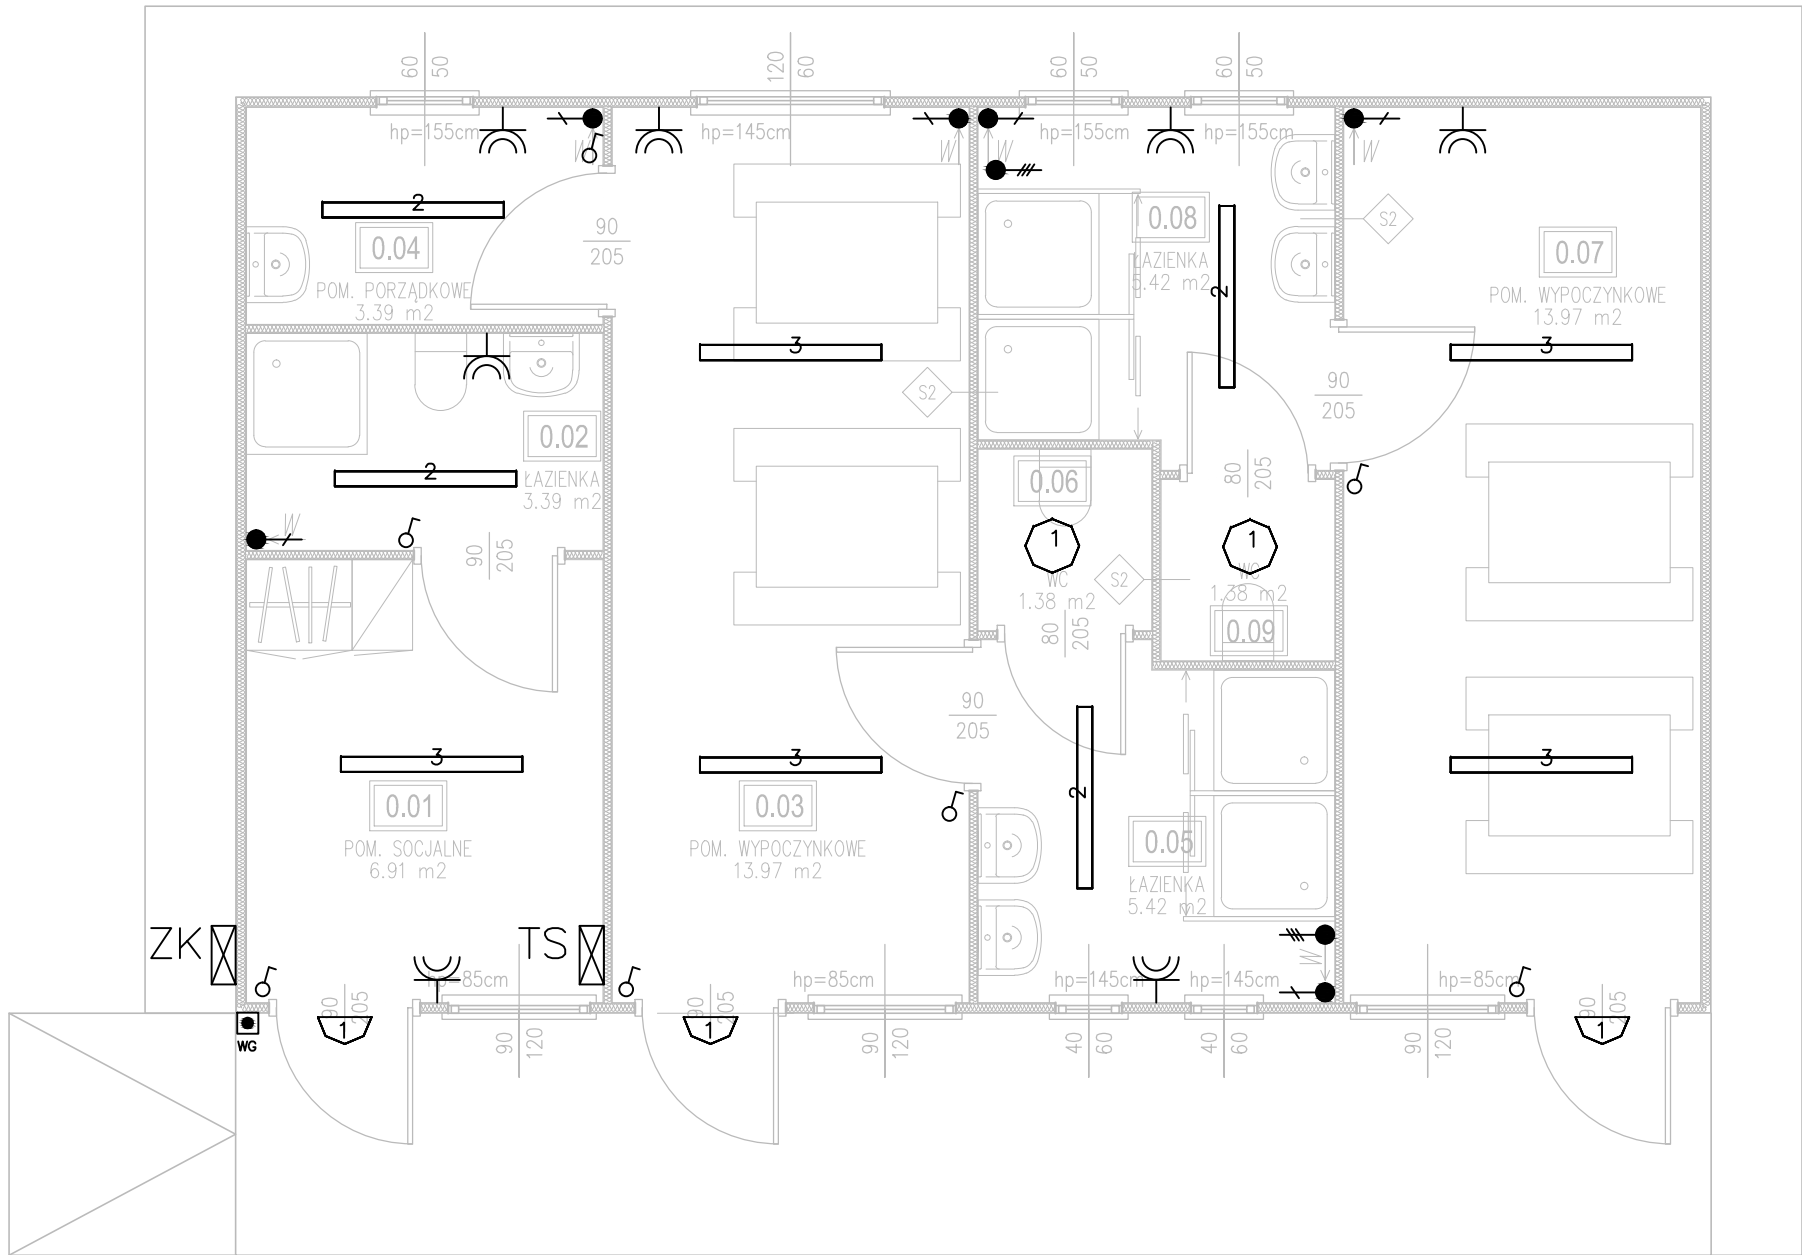 60
50
120
60
60
50
60
50
hp=155cm
hp=145cm
hp=155cm
hp=155cm
W
W
W
W
2
0.04
POM. PORZĄDKOWE
3.39 m2
90
205
0.08
ŁAZIENKA
5.42 m2
2
S2
0.07
POM. WYPOCZYNKOWE
13.97 m2
3
3
S2
90
205
0.02
ŁAZIENKA
3.39 m2
2
W
90
205
0.06
1
WC
1.38 m2
80
205
80
205
1
WC
1.38 m2
0.09
S2
90
205
3
0.01
POM. SOCJALNE
6.91 m2
3
0.03
POM. WYPOCZYNKOWE
13.97 m2
2
0.05
ŁAZIENKA
5.42 m2
3
ZK
TS
W
hp=85cm
hp=85cm
hp=145cm
hp=145cm
hp=85cm
90
205
90
205
90
205
1
1
1
WG
90
120
90
120
40
60
40
60
90
120